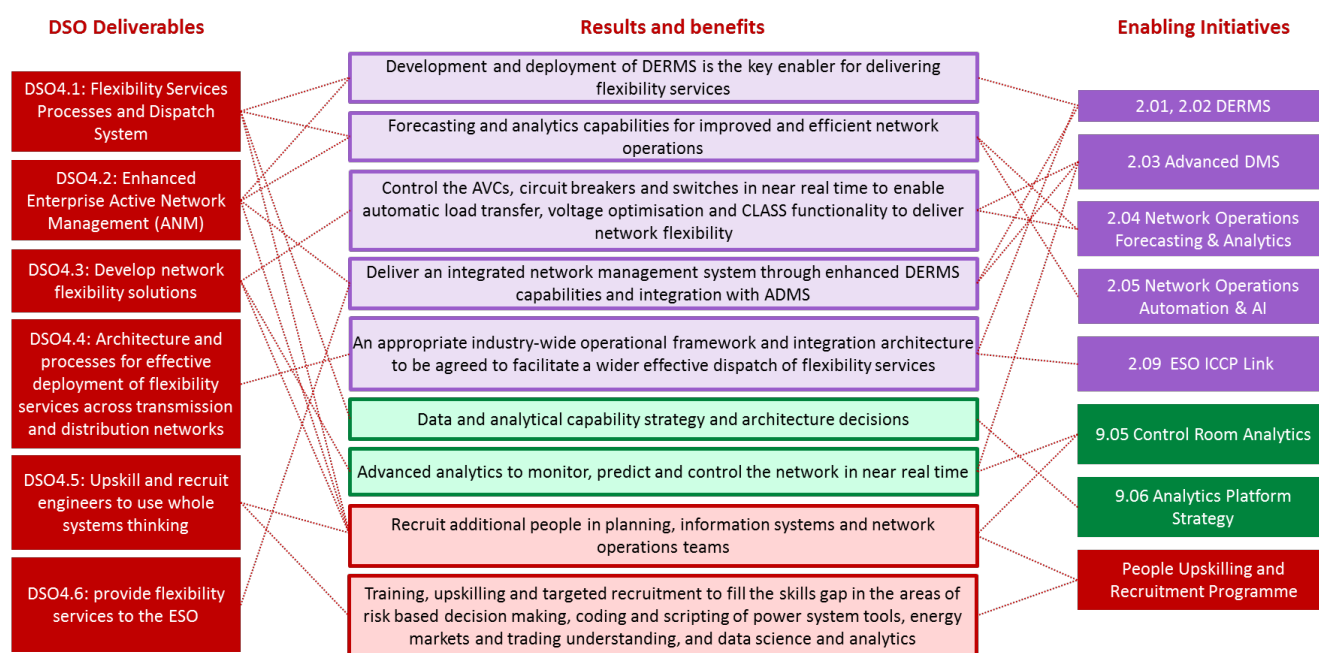 DSO Deliverables
DSO4.1: Flexibility Services
Processes and Dispatch
System
DSO4.2: Enhanced
Enterprise Active Network
Management (ANM)
DSO4.3: Develop network
flexibility solutions
DSO4.4: Architecture and
processes for effective
deployment of flexibility
services across transmission
and distribution networks
DSO4.5: Upskill and recruit
engineers to use whole
systems thinking
DSO4.6: provide flexibility
services to the ESO
Results and benefits
Development and deployment of DERMS is the key enabler for delivering
flexibility services
Forecasting and analytics capabilities for improved and efficient network
operations
Control the AVCs, circuit breakers and switches in near real time to enable
automatic load transfer, voltage optimisation and CLASS functionality to deliver
network flexibility
Deliver an integrated network management system through enhanced DERMS
capabilities and integration with ADMS
An appropriate industry-wide operational framework and integration architecture
to be agreed to facilitate a wider effective dispatch of flexibility services
Data and analytical capability strategy and architecture decisions
Advanced analytics to monitor, predict and control the network in near real time
Recruit additional people in planning, information systems and network
operations teams
Training, upskilling and targeted recruitment to fill the skills gap in the areas of
risk based decision making, coding and scripting of power system tools, energy
markets and trading understanding, and data science and analytics
Enabling Initiatives
2.01, 2.02 DERMS
2.03 Advanced DMS
2.04 Network Operations
Forecasting & Analytics
2.05 Network Operations
Automation & AI
2.09 ESO ICCP Link
9.05 Control Room Analytics
9.06 Analytics Platform
Strategy
People Upskilling and
Recruitment Programme